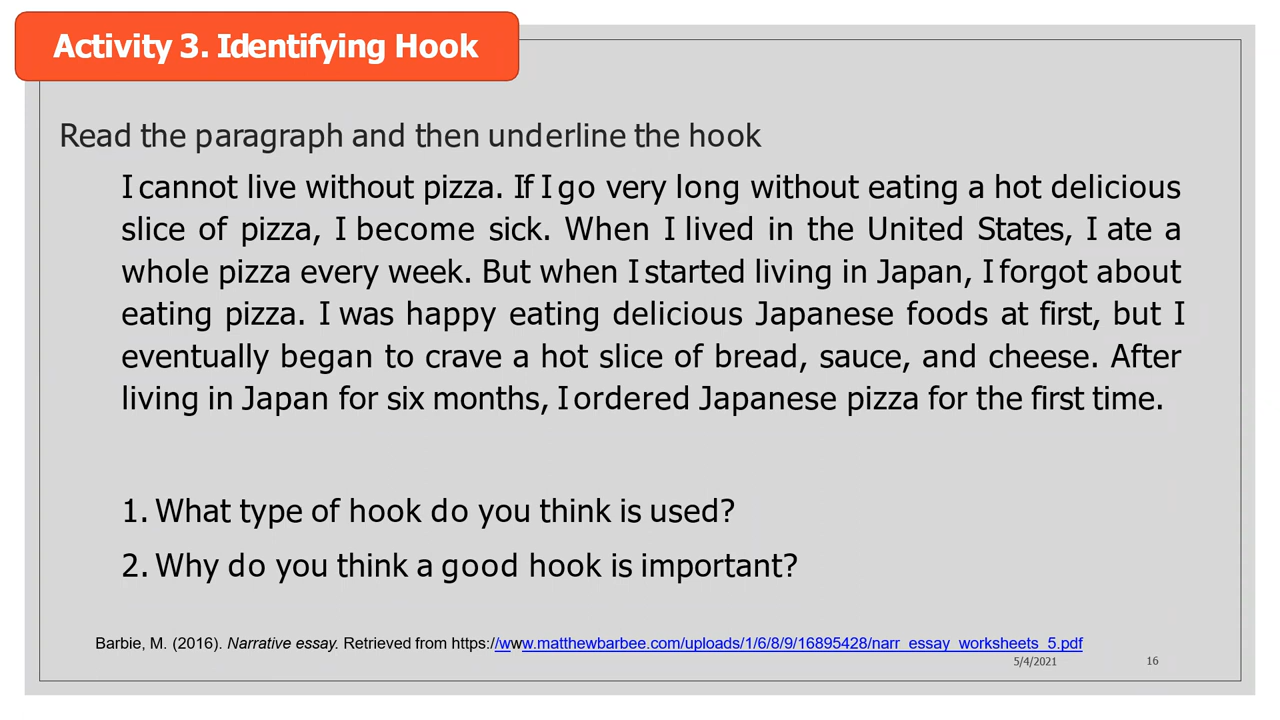 Activity 3. Identifying Hook
Read the paragraph and then underline the hook
I cannot live without pizza. If I go very long without eating a hot delicious
slice of pizza, I become sick. When I lived in the United States, I ate a
whole pizza every week. But when I started living in Japan, I forgot about
eating pizza. I was happy eating delicious Japanese foods at first, but I
eventually began to crave a hot slice of bread, sauce, and cheese. After
living in Japan for six months, I ordered Japanese pizza for the first time.
1. What type of hook do you think is used?
2. Why do you think a good hook is important?
Barbie, M. (2016). Narrative essay. Retrieved from https://www.matthewbarbee.com/uploads/1/6/8/9/16895428/narr_essay_worksheets_5.pdf
5/4/2021 16